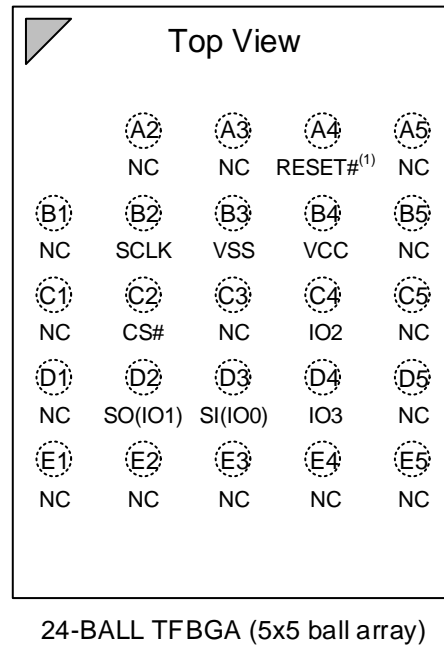 Top View
A2 A3 A4 A5
NC NC RESET#(1) NC
B1 B2 B3 B4 B5
NC SCLK VSS VCC NC
C1 C2 C3 C4 C5
NC CS# NC IO2 NC
D1 D2 D3 D4 D5
NC SO(IO1) SI(IO0) IO3 NC
E1 E2 E3 E4 E5
NC NC NC NC NC
24-BALL TFBGA (5x5 ball array)